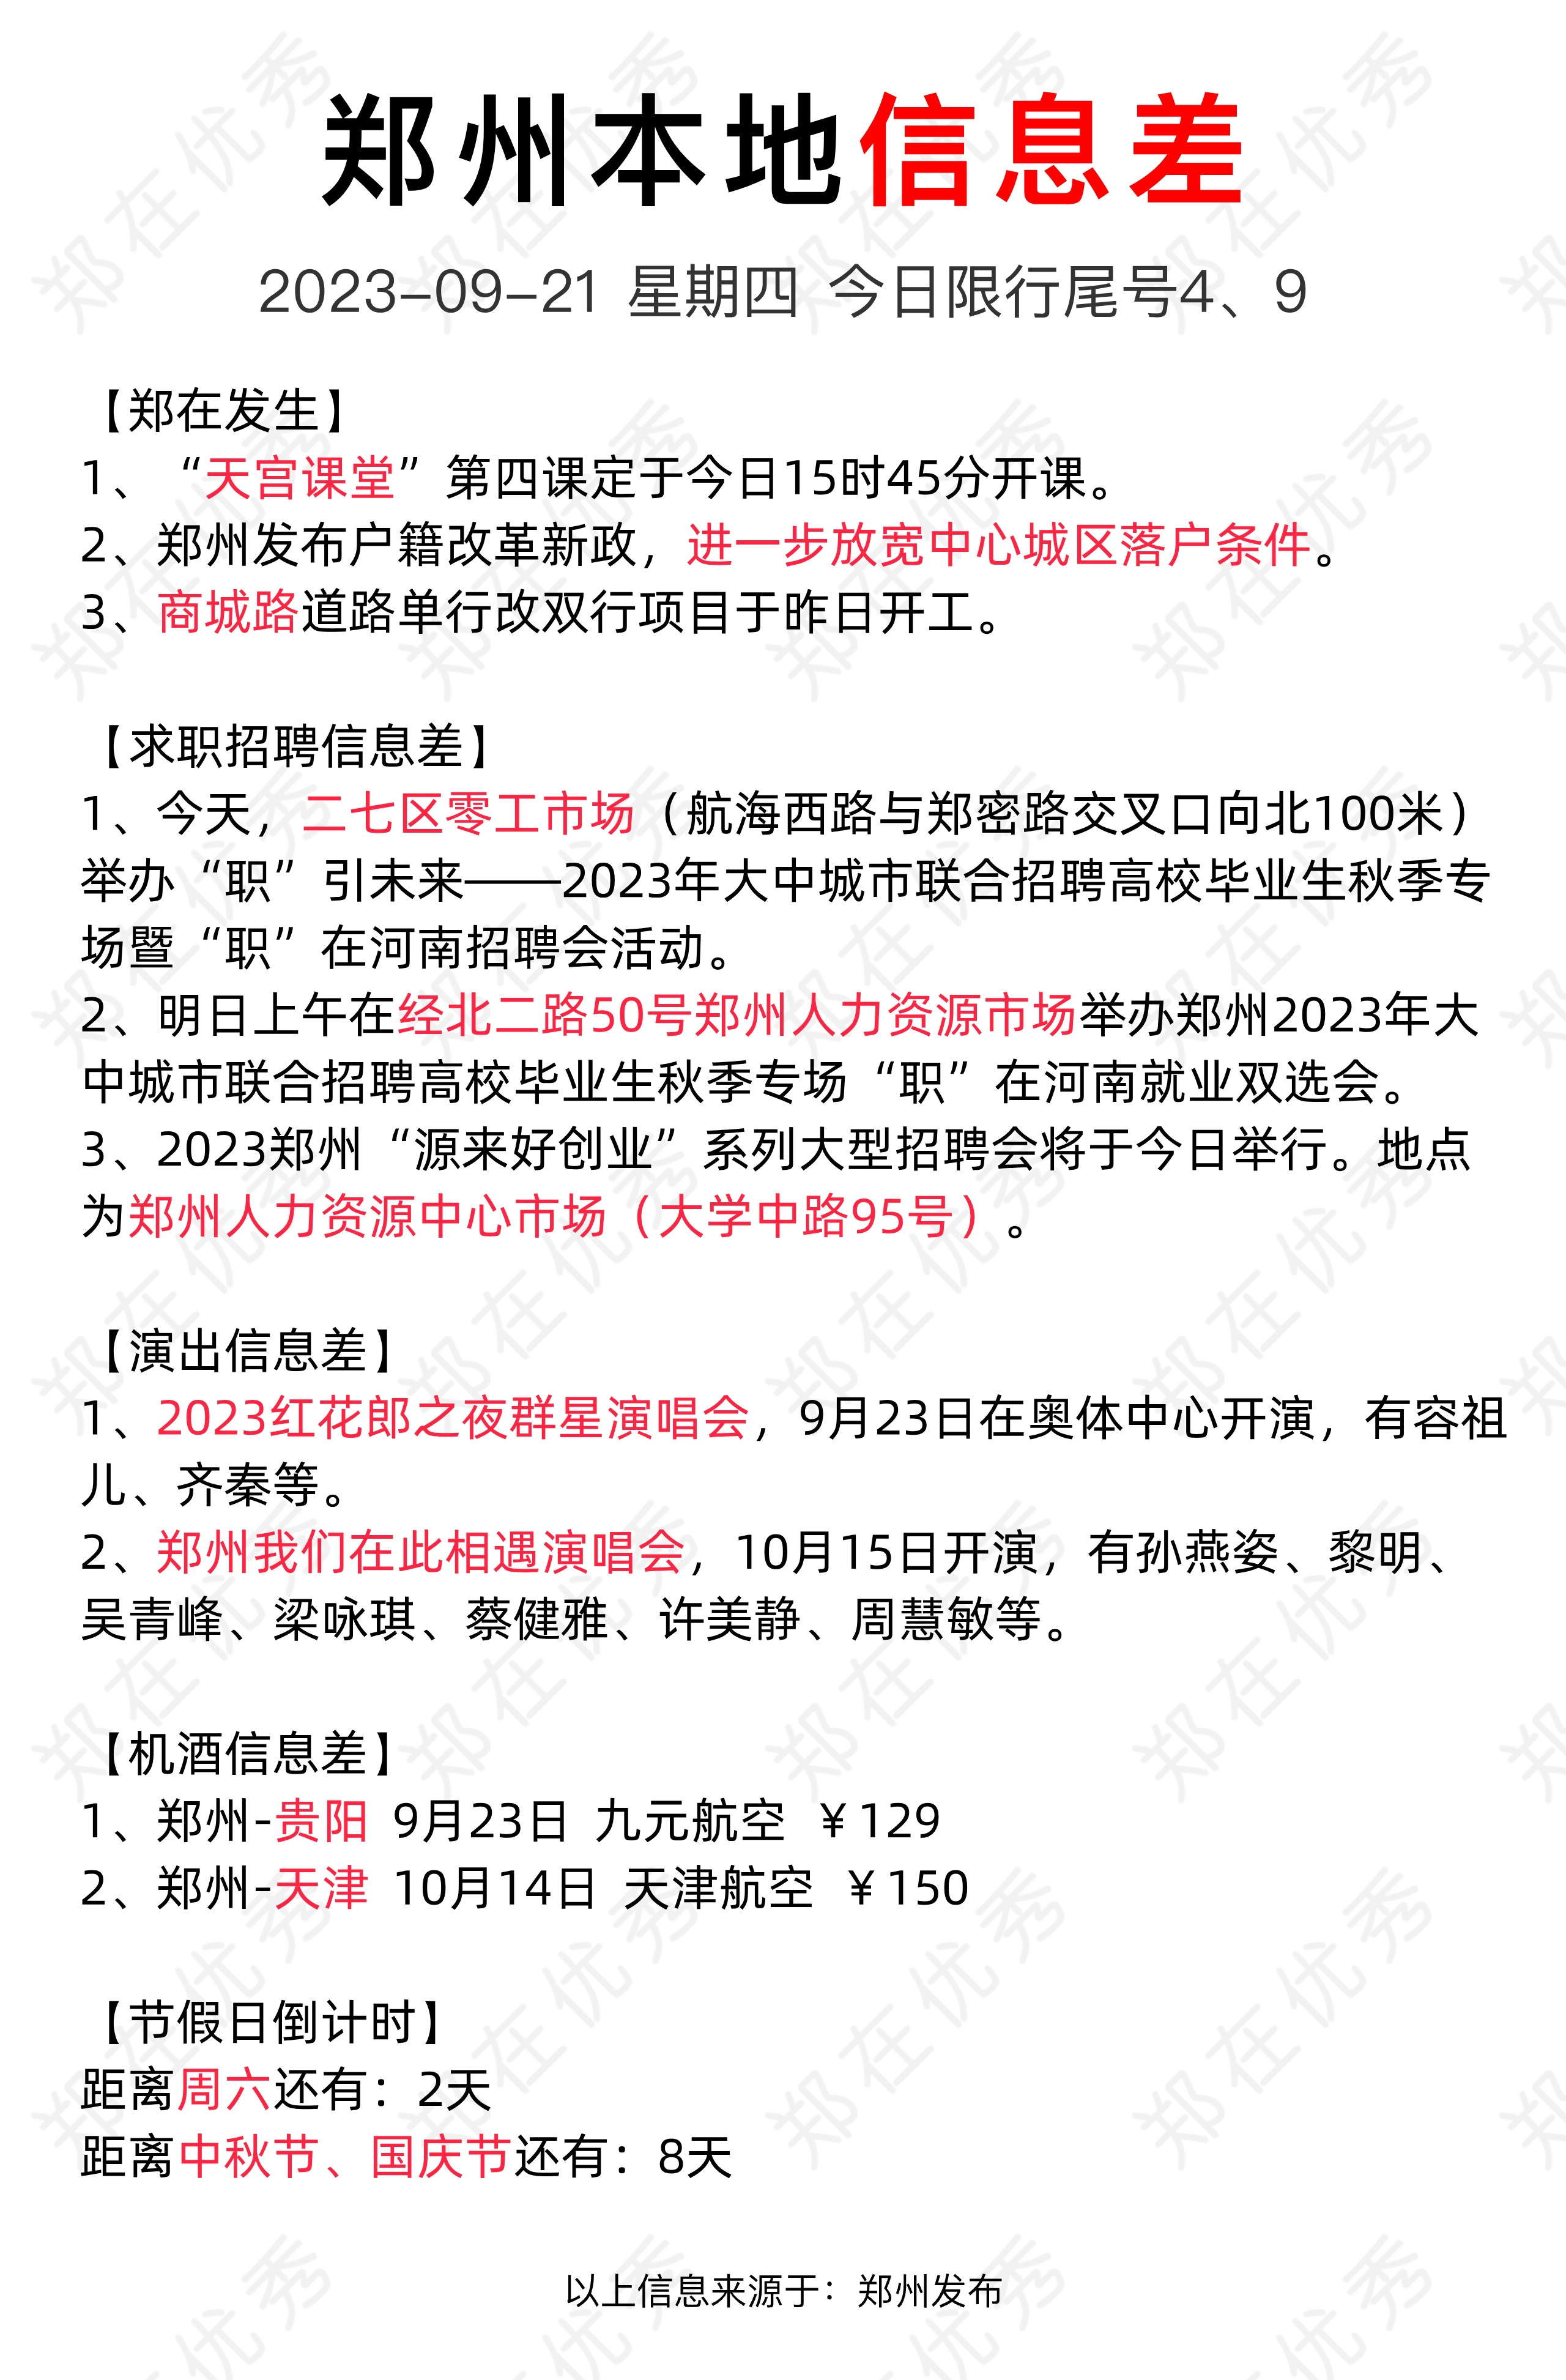 郑州本地信息差
2023-09-21 星期四 今日限行尾号4、9
【郑在发生】
1、“天宫课堂”第四课定于今日15时45分开课。
2、郑州发布户籍改革新政，进一步放宽中心城区落户条件。
3、商城路道路单行改双行项目于昨日开工。
【求职招聘信息差】
1、今天，二七区零工市场（航海西路与郑密路交叉口向北100米）
举办“职”引未来——2023年大中城市联合招聘高校毕业生秋季专
场暨“职”在河南招聘会活动。
2、明日上午在经北二路50号郑州人力资源市场举办郑州2023年大
中城市联合招聘高校毕业生秋季专场“职”在河南就业双选会。
3、2023郑州“源来好创业”系列大型招聘会将于今日举行。地点
为郑州人力资源中心市场（大学中路95号）。
【演出信息差】
1、2023红花郎之夜群星演唱会，9月23日在奥体中心开演，有容祖
儿、齐秦等。
2、郑州我们在此相遇演唱会，10月15日开演，有孙燕姿、黎明、
吴青峰、梁咏琪、蔡健雅、许美静、周慧敏等。
【机酒信息差】
1、郑州-贵阳 9月23日 九元航空 ￥129
2、郑州-天津 10月14日 天津航空 ￥150
【节假日倒计时】
距离周六还有：2天
距离中秋节、国庆节还有：8天
以上信息来源于：郑州发布
郑在优秀